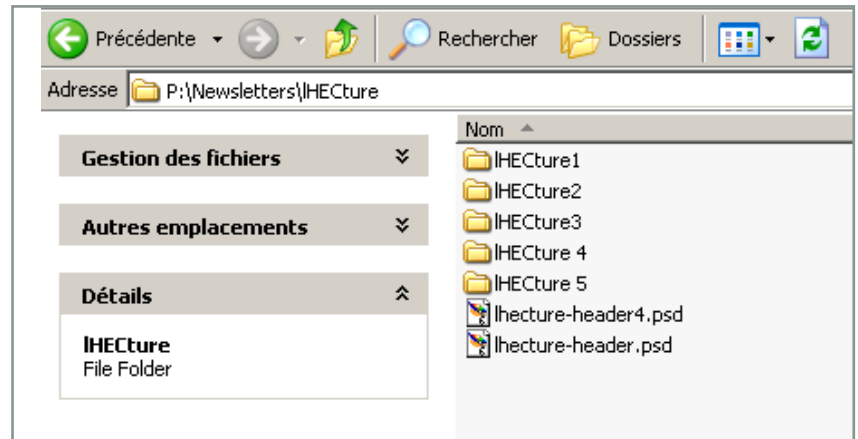 Précédente Rechercher Dossiers
Adresse P:\Newsletters\lHECture
Gestion des fichiers
Autres emplacements
Détails
lHECture
File Folder
Nom
lHECture1
lHECture2
lHECture3
lHECture 4
lHECture 5
lhecture-header4.psd
lhecture-header.psd